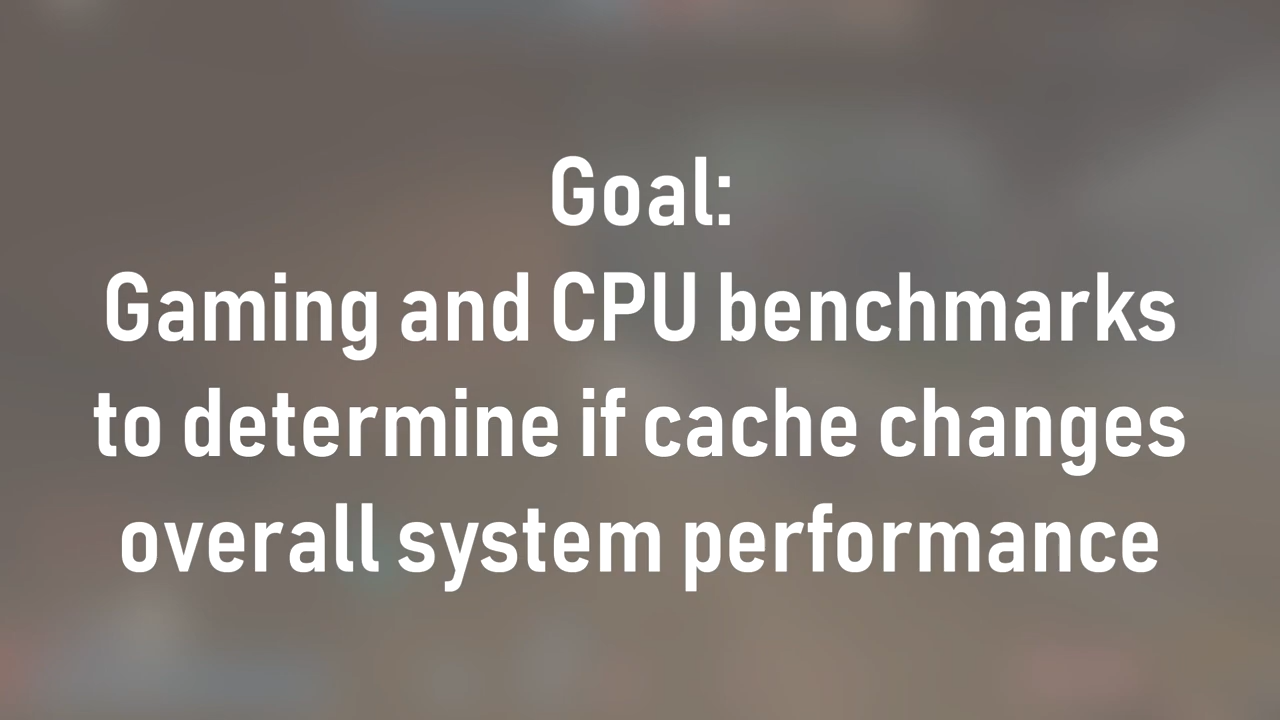 Goal:
Gaming and CPU benchmarks
to determine if cache changes
overall system performance